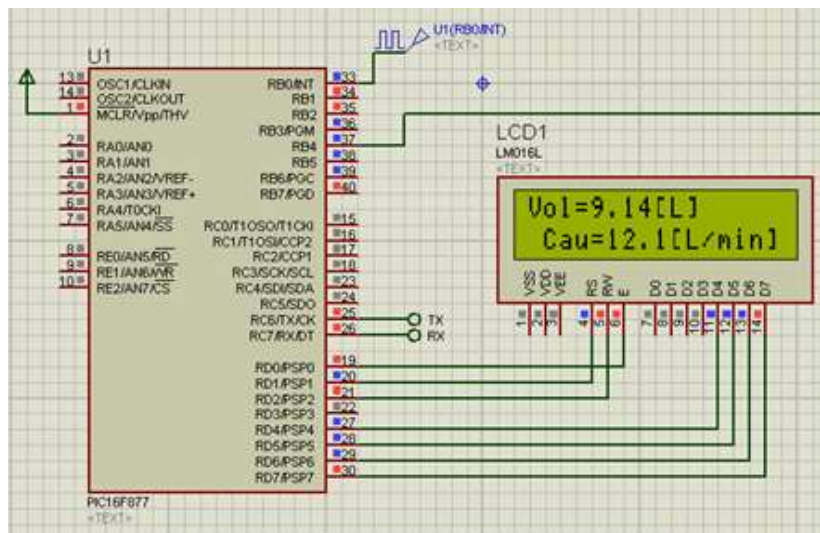 U1(RB0/INT)
<TEXT>
U1
13 OSC1/CLKIN
14 OSC2/CLKOUT
1 MCLR/Vpp/THV
2 RA0/AN0
3 RA1/AN1
4 RA2/AN2/VREF-
5 RA3/AN3/VREF+
6 RA4/T0CKI
7 RA5/AN4/SS
8 RE0/AN5/RD
9 RE1/AN6/WR
10 RE2/AN7/CS
RB0/INT 33
RB1 34
RB2 35
RB3/PGM 36
RB4 37
RB5 38
RB6/PGC 39
RB7/PGD 40
RC0/T1OSO/T1CKI 15
RC1/T1OSI/CCP2 16
RC2/CCP1 17
RC3/SCK/SCL 18
RC4/SDI/SDA 23
RC5/SDO 24
RC6/TX/CK 25
RC7/RX/DT 26
TX
RX
RD0/PSP0 19
RD1/PSP1 20
RD2/PSP2 21
RD3/PSP3 22
RD4/PSP4 27
RD5/PSP5 28
RD6/PSP6 29
RD7/PSP7 30
PIC16F877
<TEXT>
LCD1
LM016L
<TEXT>
Vol=9.14[L]
Cau=12.1[L/min]
VSS VDD VEE RS RW E D0 D1 D2 D3 D4 D5 D6 D7
1 2 3 4 5 6 7 8 9 10 11 12 13 14